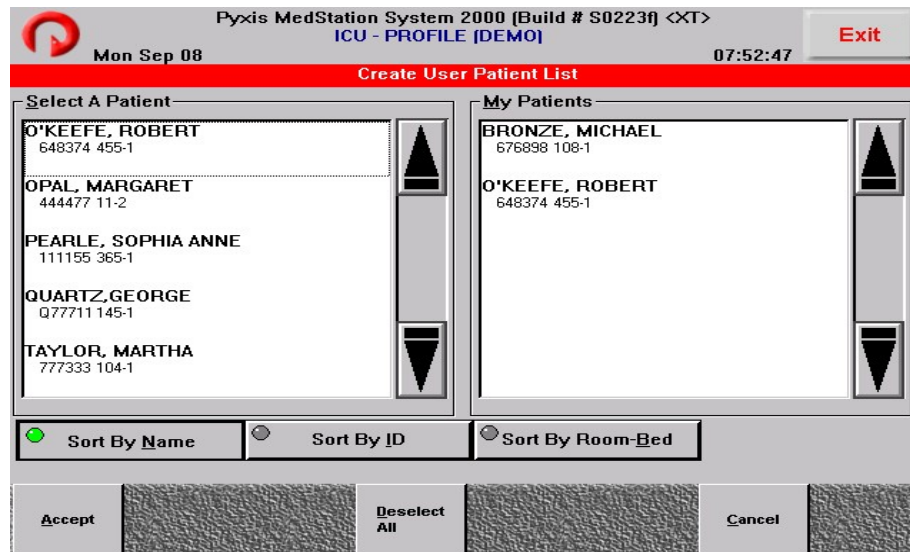 Pyxis MedStation System 2000 (Build # S0223f) <XT>
ICU - PROFILE (DEMO)
Mon Sep 08
07:52:47
Exit
Create User Patient List
Select A Patient
O'KEEFE, ROBERT
648374 455-1
OPAL, MARGARET
444477 11-2
PEARLE, SOPHIA ANNE
111155 365-1
QUARTZ,GEORGE
Q77711 145-1
TAYLOR, MARTHA
777333 104-1
My Patients
BRONZE, MICHAEL
676898 108-1
O'KEEFE, ROBERT
648374 455-1
Sort By Name
Sort By ID
Sort By Room-Bed
Accept
Deselect
All
Cancel